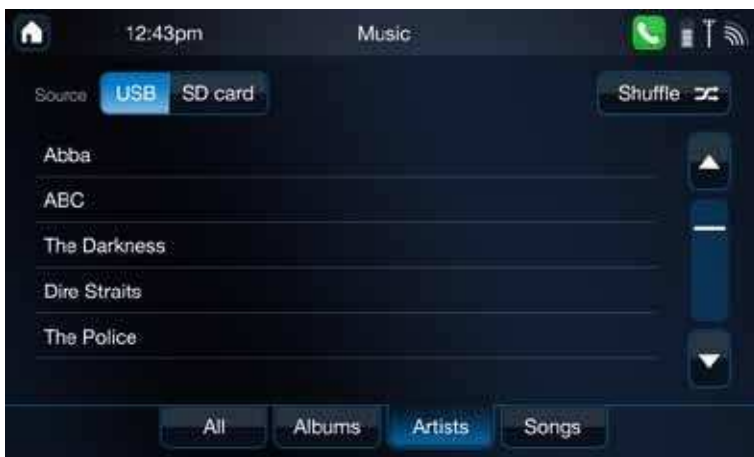 12:43pm Music
Source USB SD card Shuffle
Abba
ABC
The Darkness
Dire Straits
The Police
All Albums Artists Songs